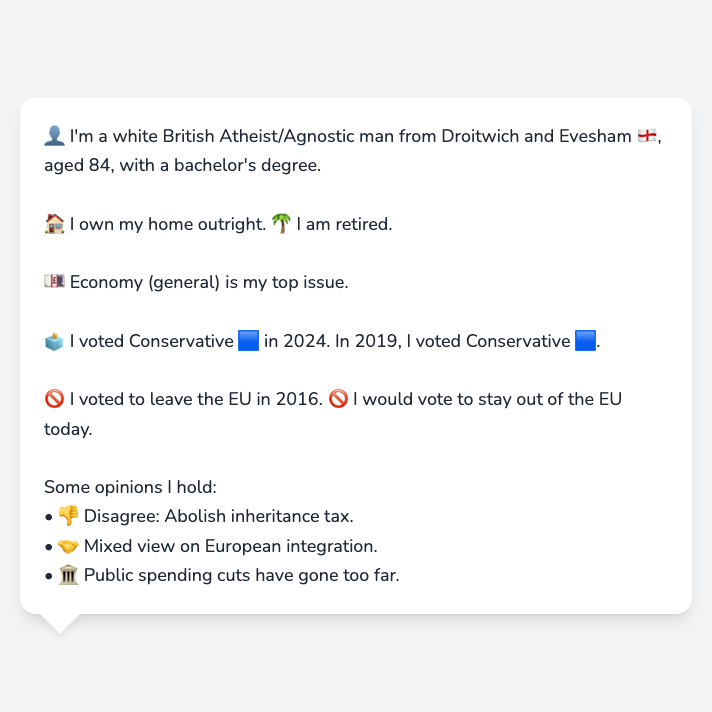 👤 I'm a white British Atheist/Agnostic man from Droitwich and Evesham 🏴󠁧󠁢󠁥󠁮󠁧󠁿,
aged 84, with a bachelor's degree.
🏠 I own my home outright. 🌴 I am retired.
💷 Economy (general) is my top issue.
🗳️ I voted Conservative 🟦 in 2024. In 2019, I voted Conservative 🟦.
🚫 I voted to leave the EU in 2016. 🚫 I would vote to stay out of the EU
today.
Some opinions I hold:
• 👎 Disagree: Abolish inheritance tax.
• 🤝 Mixed view on European integration.
• 🏛️ Public spending cuts have gone too far.